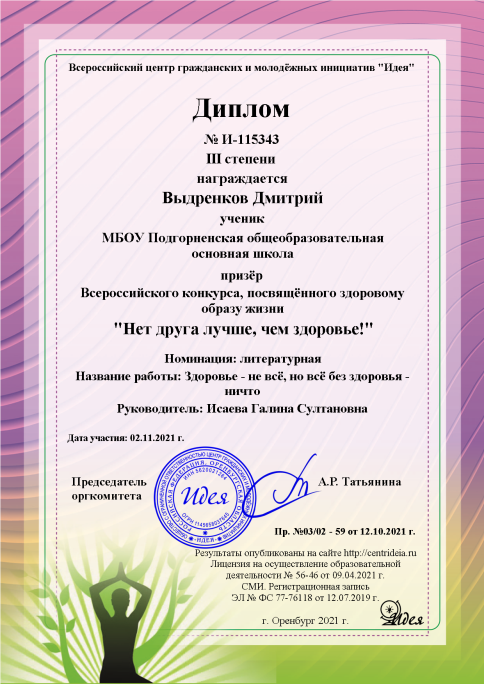 Всероссийский центр гражданских и молодёжных инициатив "Идея"
Диплом
№ И-115343
III степени
награждается
Выдренков Дмитрий
ученик
МБОУ Подгорненская общеобразовательная
основная школа
призёр
Всероссийского конкурса, посвящённого здоровому
образу жизни
"Нет друга лучше, чем здоровье!"
Номинация: литературная
Название работы: Здоровье - не всё, но всё без здоровья -
ничто
Руководитель: Исаева Галина Султановна
Дата участия: 02.11.2021 г.
Председатель
оргкомитета
Идея
А.Р. Татьянина
Пр. №03/02 - 59 от 12.10.2021 г.
Результаты опубликованы на сайте http://centrideia.ru
Лицензия на осуществление образовательной
деятельности № 56-46 от 09.04.2021 г.
СМИ. Регистрационная запись
ЭЛ № ФС 77-76118 от 12.07.2019 г.
г. Оренбург 2021 г.
Идея